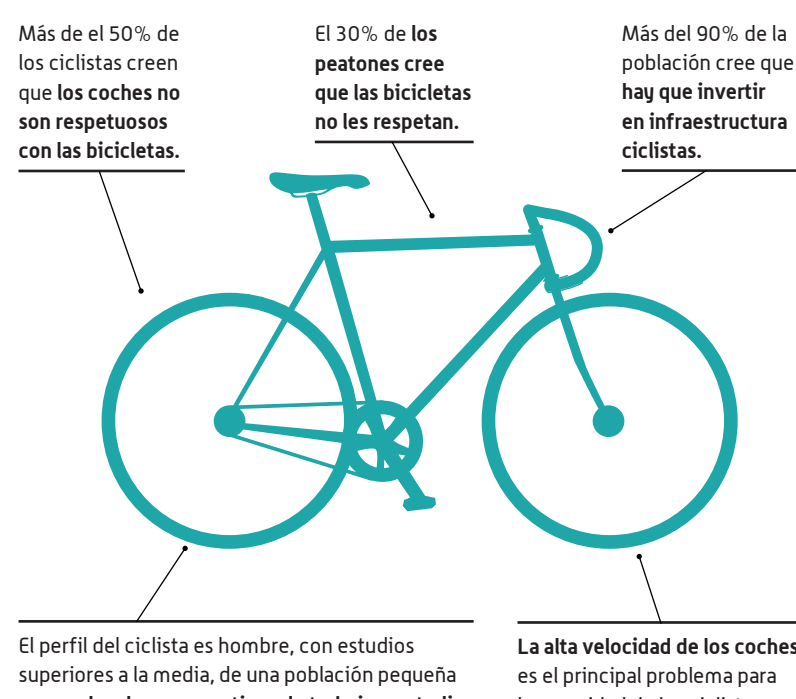 Más de el 50% de
los ciclistas creen
que los coches no
son respetuosos
con las bicicletas.
El 30% de los
peatones cree
que las bicicletas
no les respetan.
Más del 90% de la
población cree que
hay que invertir
en infraestructura
ciclistas.
El perfil del ciclista es hombre, con estudios
superiores a la media, de una población pequeña
La alta velocidad de los coches
es el principal problema para